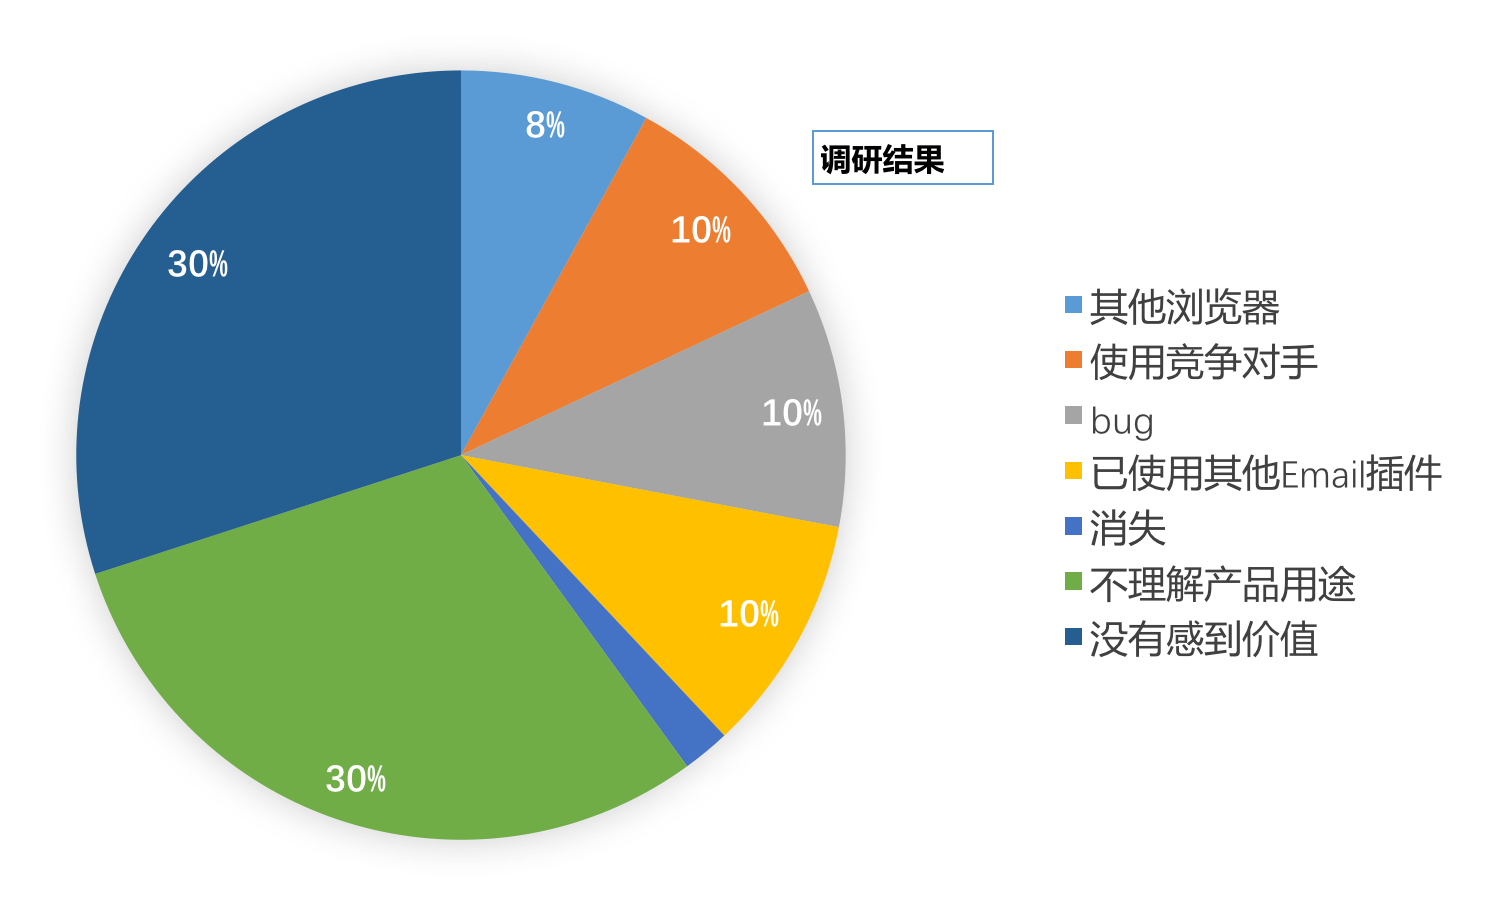 8%
10%
调研结果
30%
10%
10%
30%
其他浏览器
使用竞争对手
bug
已使用其他Email插件
消失
不理解产品用途
没有感到价值